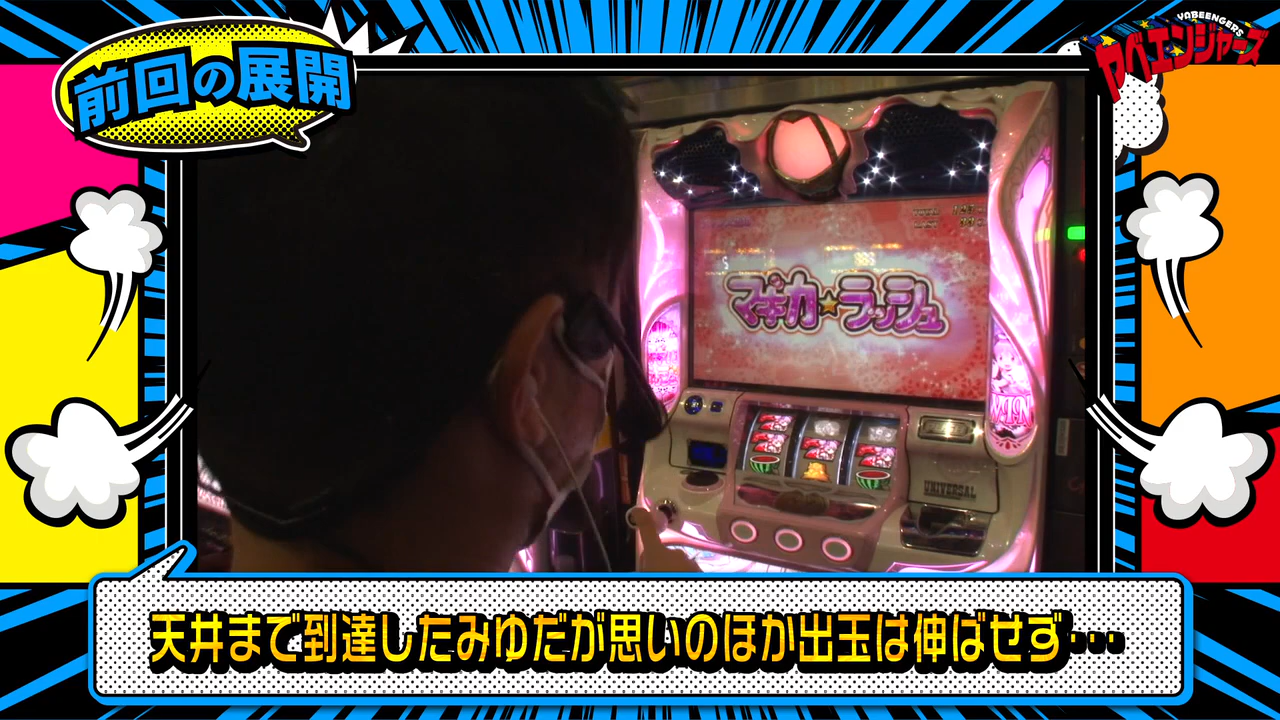 前回の展開
YABEENGERS
ヤベエンジャーズ
マギカ☆ラッシュ
WIN
UNIVERSAL
天井まで到達したみゆだが思いのほか出玉は伸ばせず…